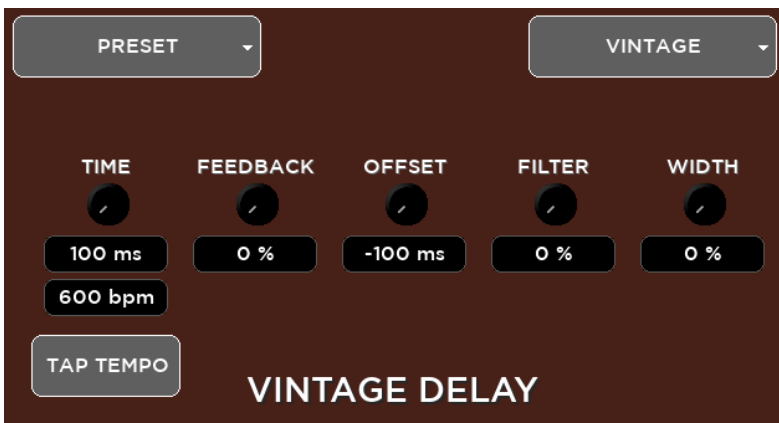 PRESET VINTAGE
TIME FEEDBACK OFFSET FILTER WIDTH
100 ms 0 % -100 ms 0 % 0 %
600 bpm
TAP TEMPO
VINTAGE DELAY